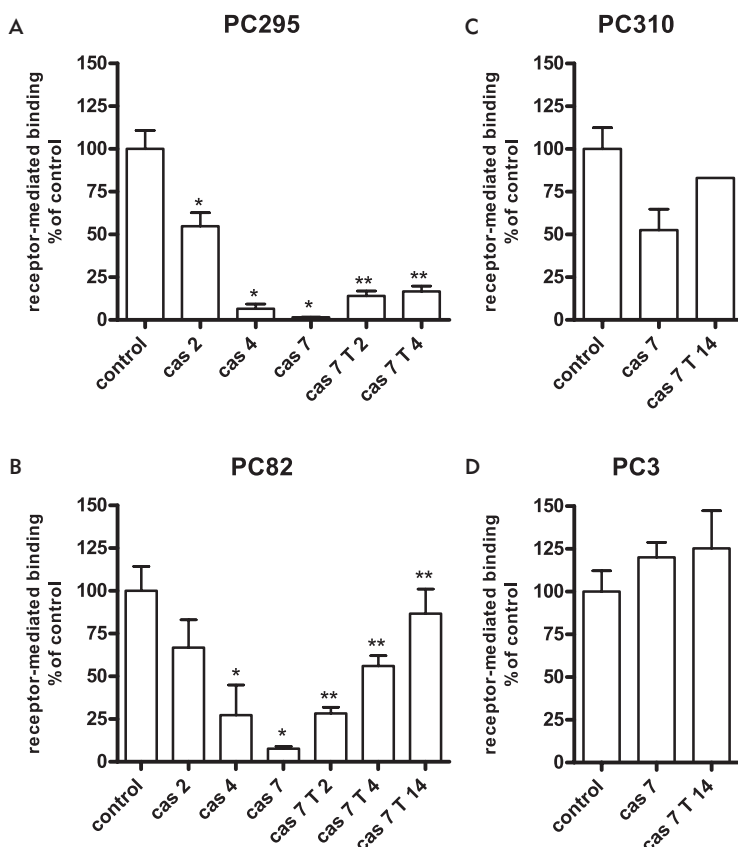 A
PC295
receptor-mediated binding
% of control
150
125
100
75
50
25
0
*
*
*
**
**
control
cas 2
cas 4
cas 7
cas 7 T 2
cas 7 T 4
C
PC310
receptor-mediated binding
% of control
150
125
100
75
50
25
0
control
cas 7
cas 7 T 14
B
PC82
receptor-mediated binding
% of control
150
125
100
75
50
25
0
*
*
**
**
**
control
cas 2
cas 4
cas 7
cas 7 T 2
cas 7 T 4
cas 7 T 14
D
PC3
receptor-mediated binding
% of control
150
125
100
75
50
25
0
control
cas 7
cas 7 T 14